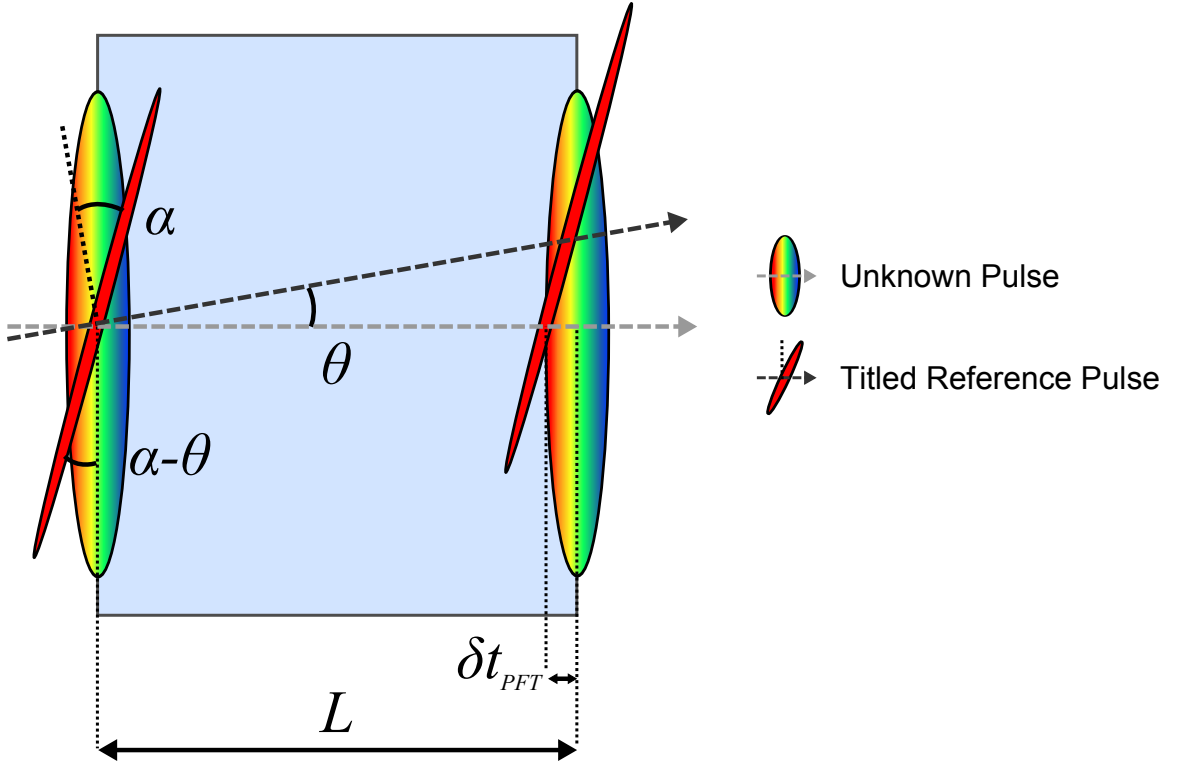 α
θ
α-θ
δt_PFT
L
Unknown Pulse
Titled Reference Pulse